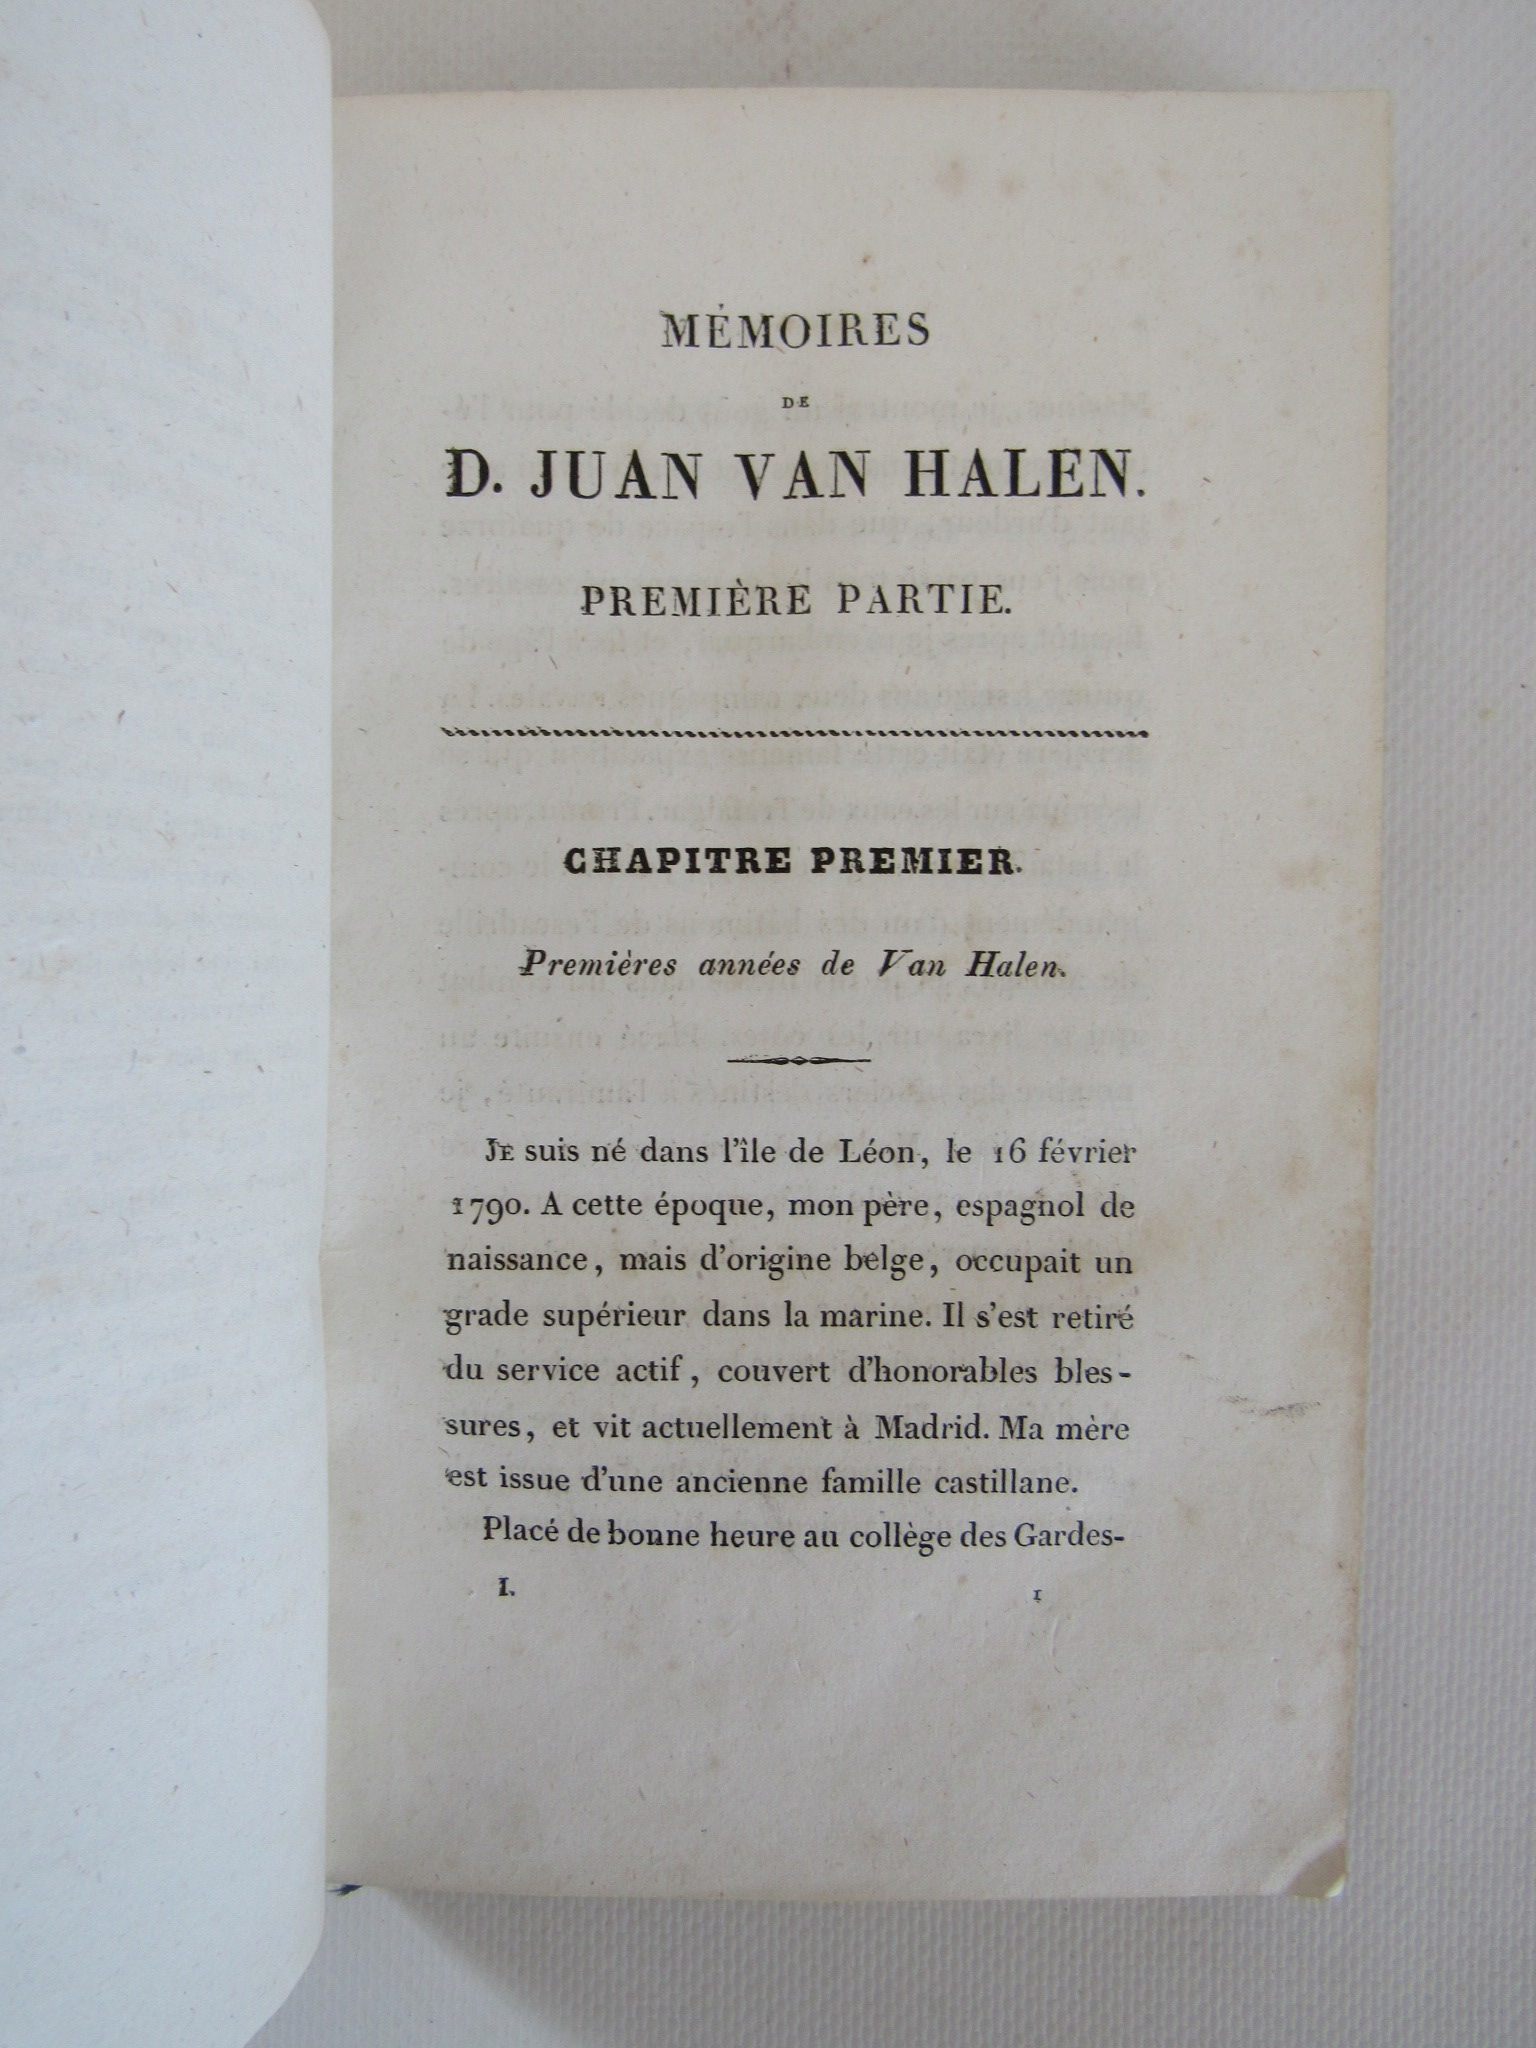 MÉMOIRES
DE
D. JUAN VAN HALEN.
PREMIÈRE PARTIE.
CHAPITRE PREMIER.
Premières années de Van Halen.
JE suis né dans l'île de Léon, le 16 février
1790. A cette époque, mon père, espagnol de
naissance, mais d'origine belge, occupait un
grade supérieur dans la marine. Il s'est retiré
du service actif, couvert d'honorables bles-
sures, et vit actuellement à Madrid. Ma mère
est issue d'une ancienne famille castillane.
Placé de bonne heure au collège des Gardes-
I. 1